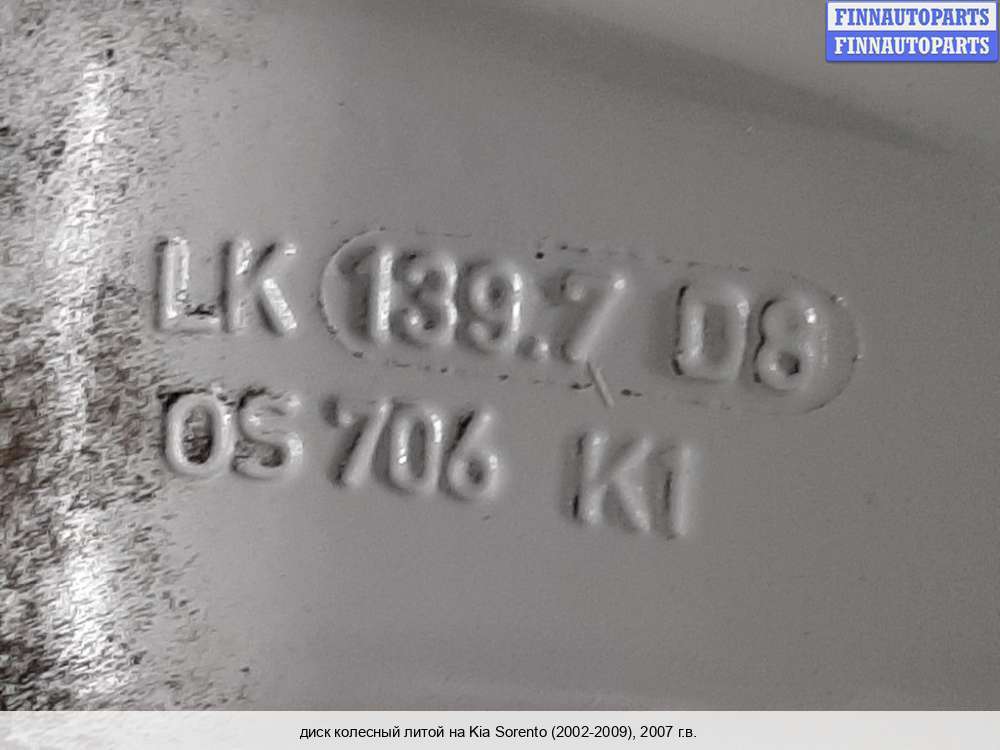 FINNAUTOPARTS
FINNAUTOPARTS
LK 139.7 D8
OS 706 K1
диск колесный литой на Kia Sorento (2002-2009), 2007 г.в.